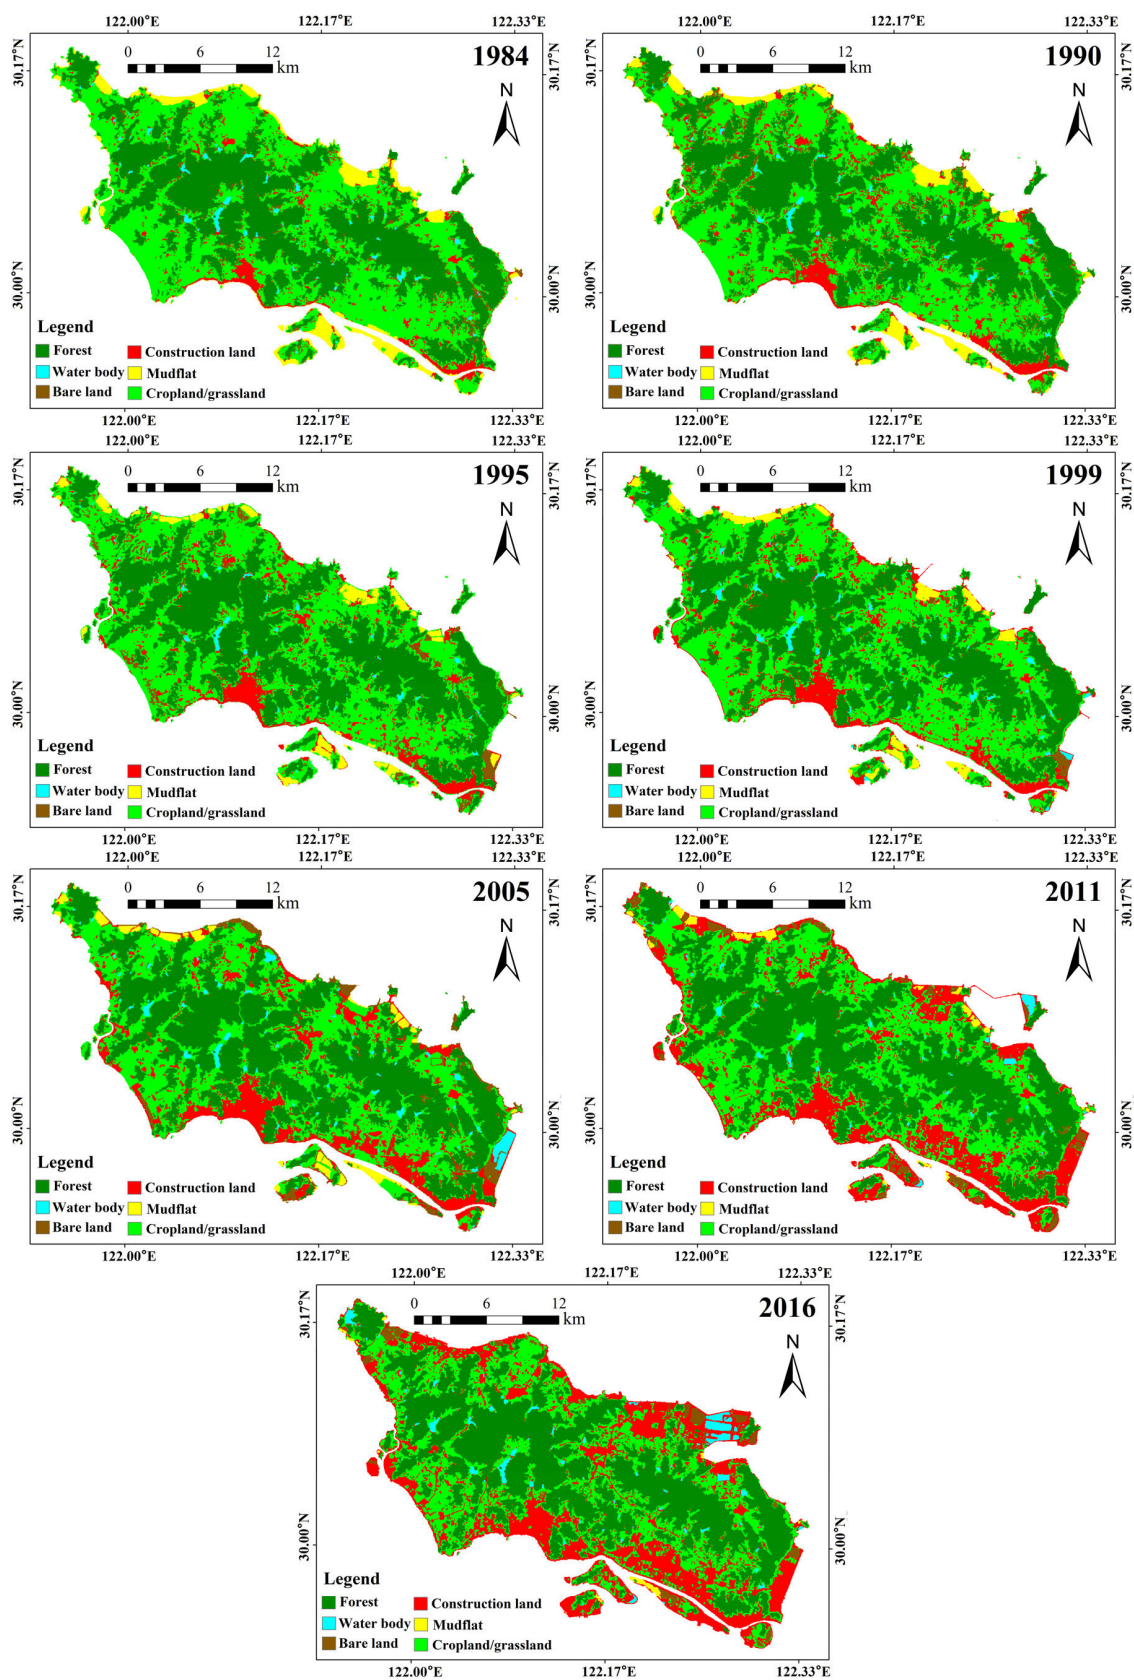 122.00°E 122.17°E 122.33°E
122.00°E 122.17°E 122.33°E
0 6 12
km
1984
N
30.17°N
30.17°N
30.00°N
30.00°N
Legend
Forest Construction land
Water body Mudflat
Bare land Cropland/grassland
0 6 12
km
1990
N
30.17°N
30.17°N
30.00°N
30.00°N
Legend
Forest Construction land
Water body Mudflat
Bare land Cropland/grassland
122.00°E 122.17°E 122.33°E
122.00°E 122.17°E 122.33°E
122.00°E 122.17°E 122.33°E
122.00°E 122.17°E 122.33°E
0 6 12
km
1995
N
30.17°N
30.17°N
30.00°N
30.00°N
Legend
Forest Construction land
Water body Mudflat
Bare land Cropland/grassland
0 6 12
km
1999
N
30.17°N
30.17°N
30.00°N
30.00°N
Legend
Forest Construction land
Water body Mudflat
Bare land Cropland/grassland
122.00°E 122.17°E 122.33°E
122.00°E 122.17°E 122.33°E
122.00°E 122.17°E 122.33°E
122.00°E 122.17°E 122.33°E
0 6 12
km
2005
N
30.17°N
30.17°N
30.00°N
30.00°N
Legend
Forest Construction land
Water body Mudflat
Bare land Cropland/grassland
0 6 12
km
2011
N
30.17°N
30.17°N
30.00°N
30.00°N
Legend
Forest Construction land
Water body Mudflat
Bare land Cropland/grassland
122.00°E 122.17°E 122.33°E
122.00°E 122.17°E 122.33°E
122.00°E 122.17°E 122.33°E
0 6 12
km
2016
N
30.17°N
30.17°N
30.00°N
30.00°N
Legend
Forest Construction land
Water body Mudflat
Bare land Cropland/grassland
122.00°E 122.17°E 122.33°E